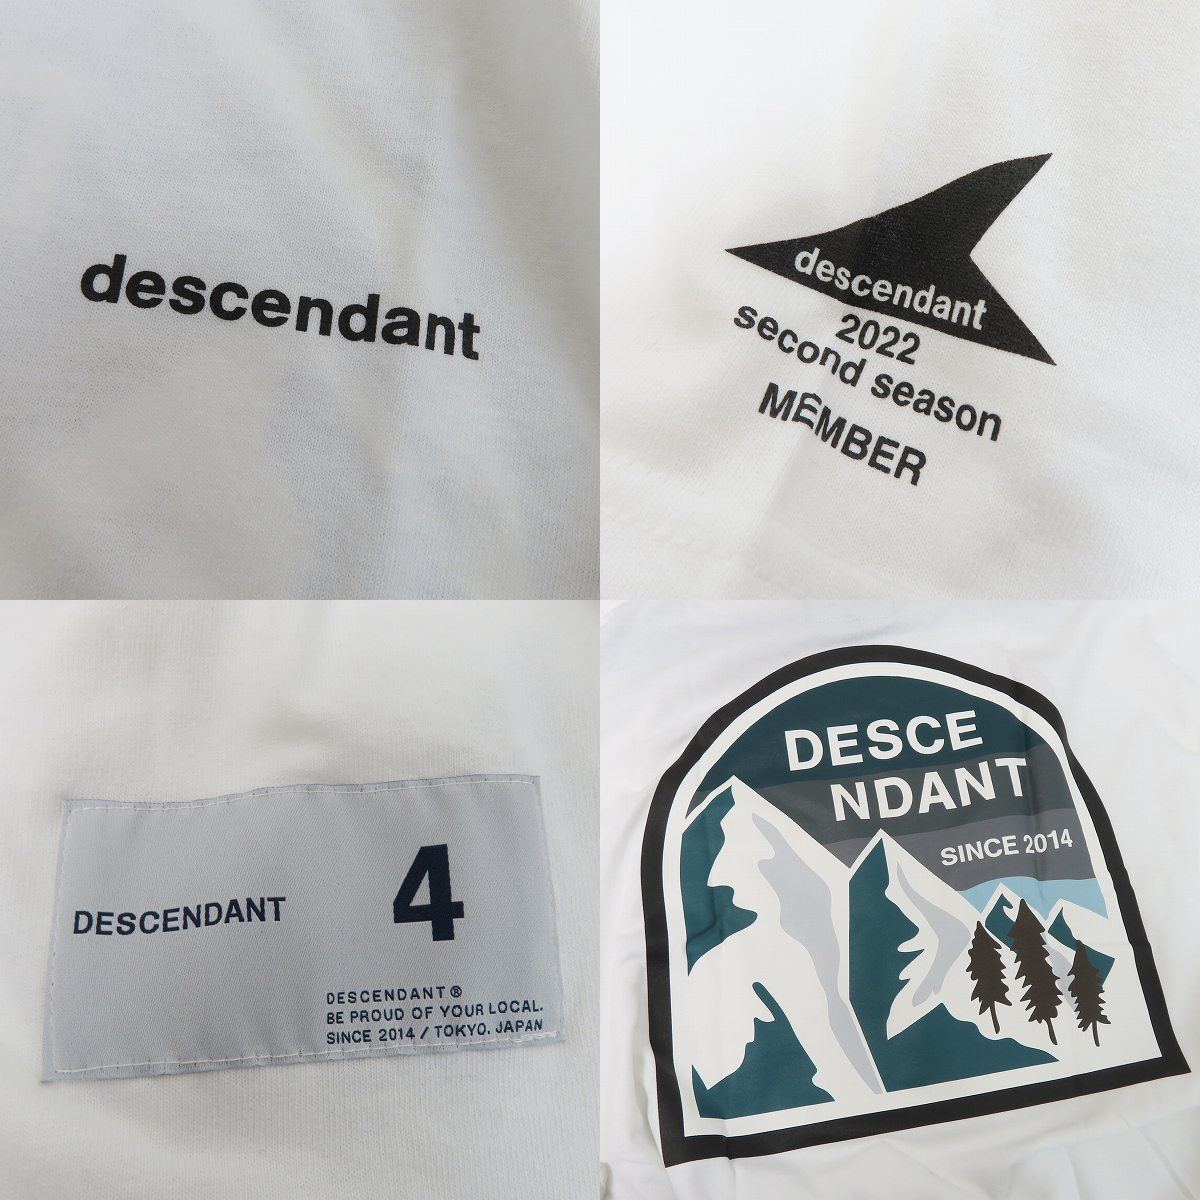 descendant
descendant
2022
second season
MEMBER
DESCENDANT
4
DESCENDANT®
BE PROUD OF YOUR LOCAL.
SINCE 2014 / TOKYO. JAPAN
DESCE
NDANT
SINCE 2014